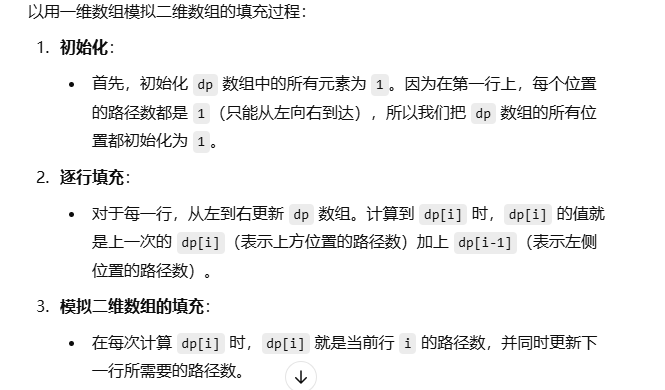 以用一维数组模拟二维数组的填充过程：
1. 初始化：
• 首先，初始化 dp 数组中的所有元素为 1 。因为在第一行上，每个位置
的路径数都是 1 （只能从左向右到达），所以我们把 dp 数组的所有位
置都初始化为 1 。
2. 逐行填充：
• 对于每一行，从左到右更新 dp 数组。计算到 dp[i] 时，dp[i] 的值就
是上一次的 dp[i]（表示上方位置的路径数）加上 dp[i-1]（表示左侧
位置的路径数）。
3. 模拟二维数组的填充：
• 在每次计算 dp[i] 时，dp[i] 就是当前行 i 的路径数，并同时更新下
一行所需要的路径数。